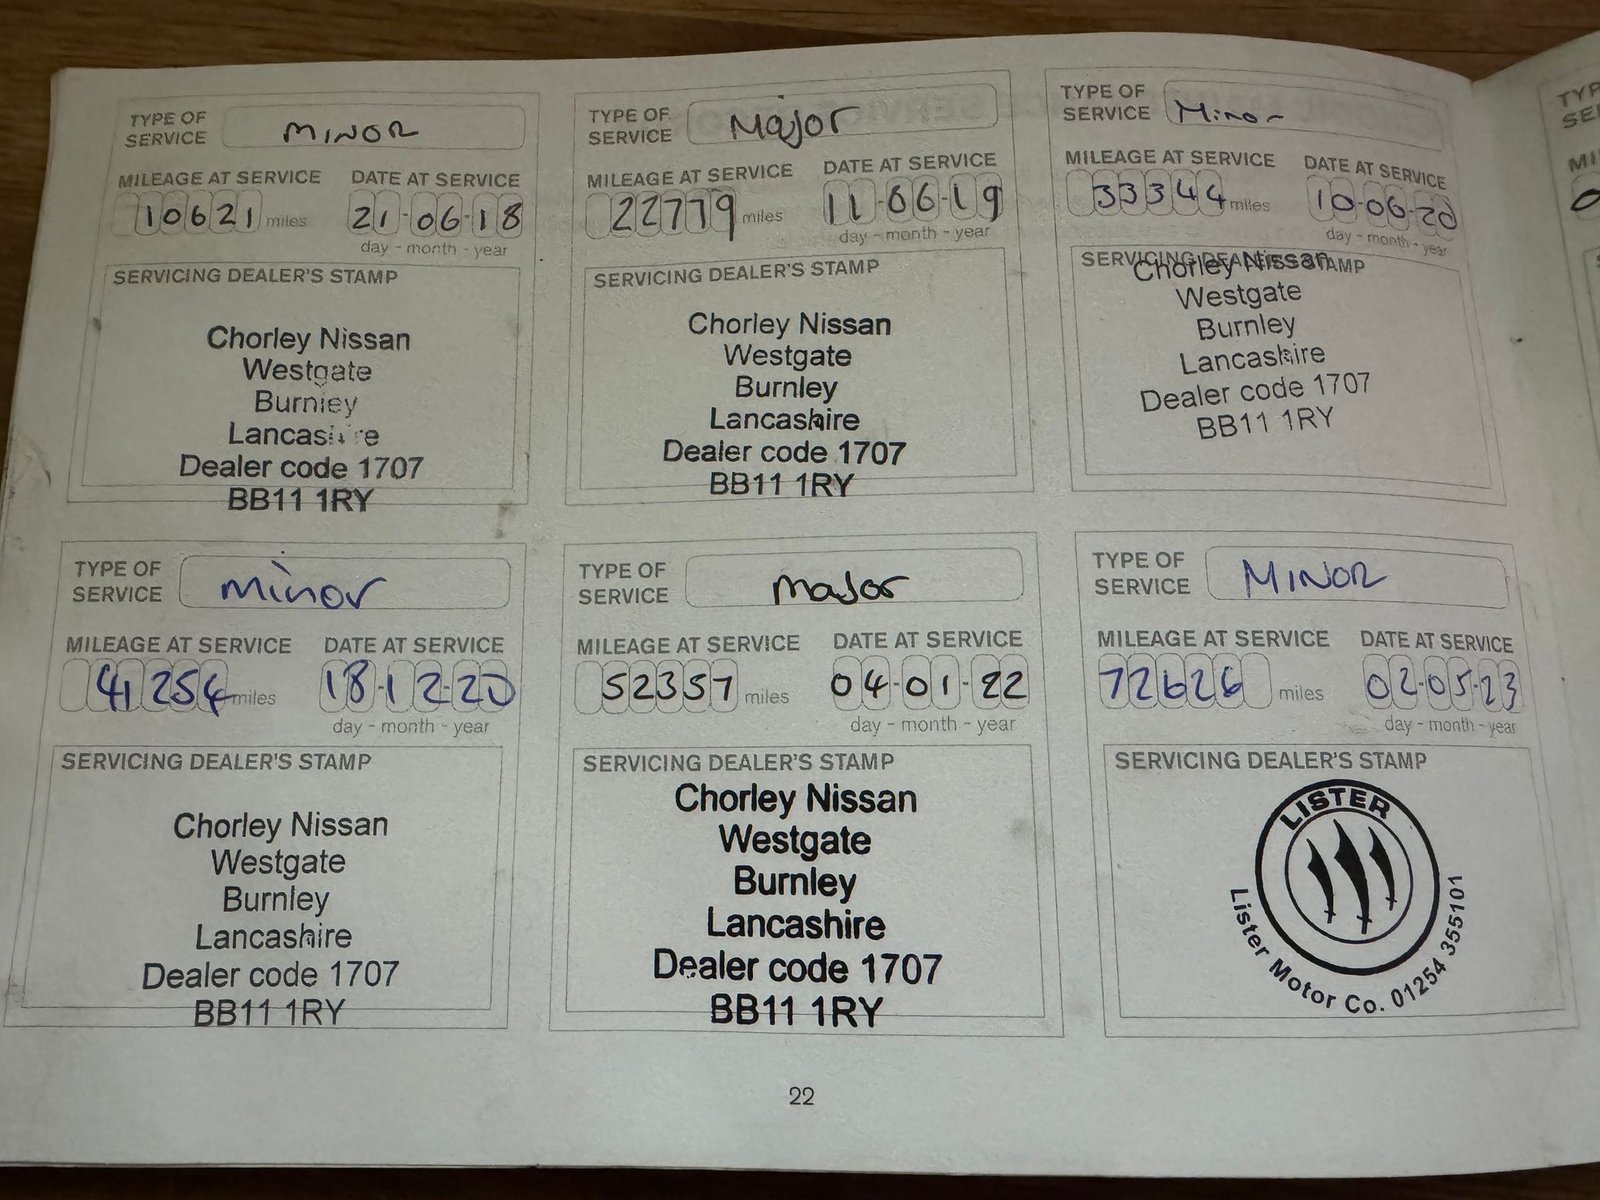 TYPE OF
SERVICE MINOR
MILEAGE AT SERVICE DATE AT SERVICE
10621 miles 21-06-18
day - month - year
SERVICING DEALER'S STAMP
Chorley Nissan
Westgate
Burnley
Lancashire
Dealer code 1707
BB11 1RY
TYPE OF
SERVICE Major
MILEAGE AT SERVICE DATE AT SERVICE
22779 miles 11-06-19
day - month - year
SERVICING DEALER'S STAMP
Chorley Nissan
Westgate
Burnley
Lancashire
Dealer code 1707
BB11 1RY
TYPE OF
SERVICE Minor
MILEAGE AT SERVICE DATE AT SERVICE
33344 miles 10-06-20
day - month - year
SERVICING DEALER'S STAMP
Chorley Nissan
Westgate
Burnley
Lancashire
Dealer code 1707
BB11 1RY
TYPE OF
SERVICE minor
MILEAGE AT SERVICE DATE AT SERVICE
41254 miles 18-12-20
day - month - year
SERVICING DEALER'S STAMP
Chorley Nissan
Westgate
Burnley
Lancashire
Dealer code 1707
BB11 1RY
TYPE OF
SERVICE MaJor
MILEAGE AT SERVICE DATE AT SERVICE
52357 miles 04-01-22
day - month - year
SERVICING DEALER'S STAMP
Chorley Nissan
Westgate
Burnley
Lancashire
Dealer code 1707
BB11 1RY
TYPE OF
SERVICE MINOR
MILEAGE AT SERVICE DATE AT SERVICE
72626 miles 02-05-23
day - month - year
SERVICING DEALER'S STAMP
LISTER
Lister Motor Co. 01254 355101
22